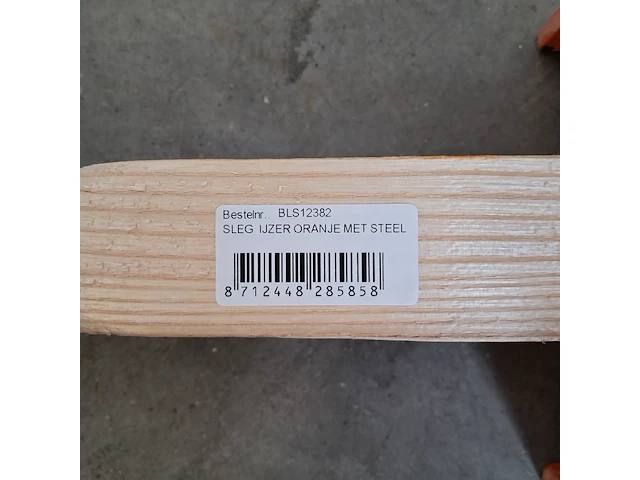 Bestelnr.. BLS12382
SLEG IJZER ORANJE MET STEEL
8 712448 285858